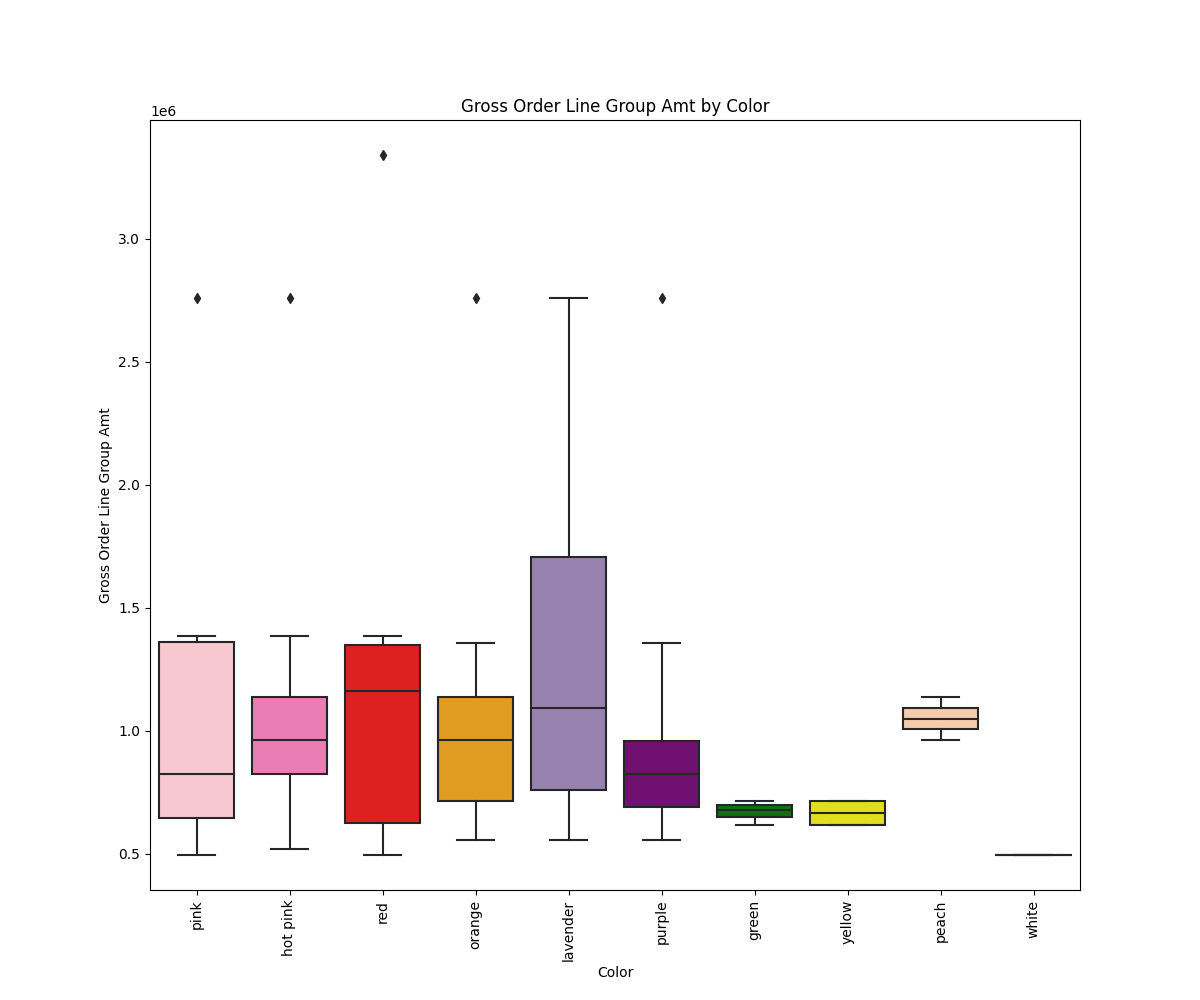 Gross Order Line Group Amt by Color
1e6
3.0
2.5
2.0
1.5
1.0
0.5
Gross Order Line Group Amt
pink
hot pink
red
orange
lavender
purple
green
yellow
peach
white
Color